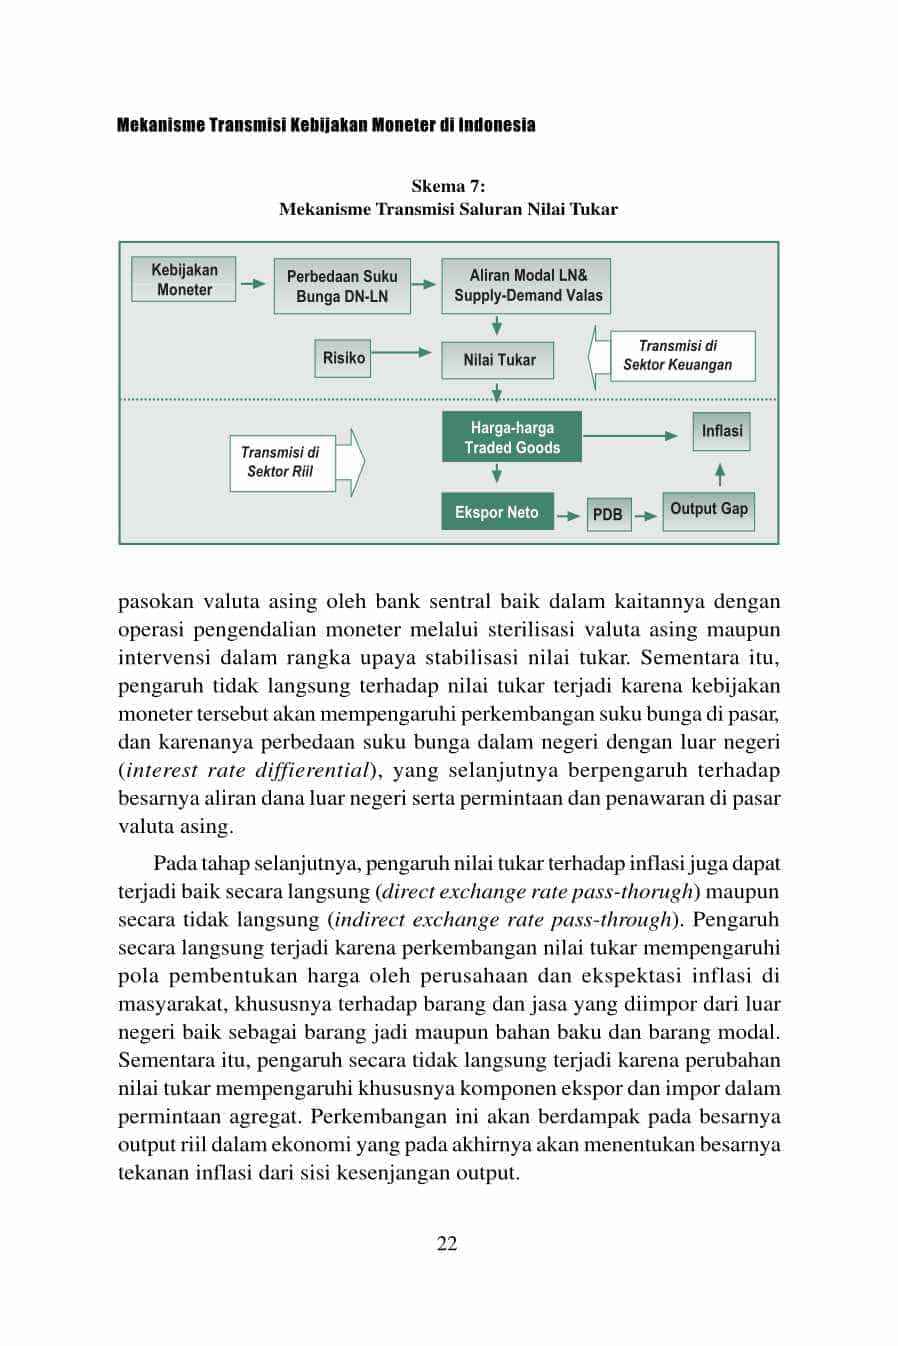 Mekanisme Transmisi Kebijakan Moneter di Indonesia
Skema 7:
Mekanisme Transmisi Saluran Nilai Tukar
Kebijakan
Moneter
Perbedaan Suku
Bunga DN-LN
Aliran Modal LN&
Supply-Demand Valas
Risiko
Nilai Tukar
Transmisi di
Sektor Keuangan
Harga-harga
Traded Goods
Inflasi
Transmisi di
Sektor Riil
Ekspor Neto
PDB
Output Gap
pasokan valuta asing oleh bank sentral baik dalam kaitannya dengan
operasi pengendalian moneter melalui sterilisasi valuta asing maupun
intervensi dalam rangka upaya stabilisasi nilai tukar. Sementara itu,
pengaruh tidak langsung terhadap nilai tukar terjadi karena kebijakan
moneter tersebut akan mempengaruhi perkembangan suku bunga di pasar,
dan karenanya perbedaan suku bunga dalam negeri dengan luar negeri
(interest rate diffierential), yang selanjutnya berpengaruh terhadap
besarnya aliran dana luar negeri serta permintaan dan penawaran di pasar
valuta asing.
Pada tahap selanjutnya, pengaruh nilai tukar terhadap inflasi juga dapat
terjadi baik secara langsung (direct exchange rate pass-thorugh) maupun
secara tidak langsung (indirect exchange rate pass-through). Pengaruh
secara langsung terjadi karena perkembangan nilai tukar mempengaruhi
pola pembentukan harga oleh perusahaan dan ekspektasi inflasi di
masyarakat, khususnya terhadap barang dan jasa yang diimpor dari luar
negeri baik sebagai barang jadi maupun bahan baku dan barang modal.
Sementara itu, pengaruh secara tidak langsung terjadi karena perubahan
nilai tukar mempengaruhi khususnya komponen ekspor dan impor dalam
permintaan agregat. Perkembangan ini akan berdampak pada besarnya
output riil dalam ekonomi yang pada akhirnya akan menentukan besarnya
tekanan inflasi dari sisi kesenjangan output.
22